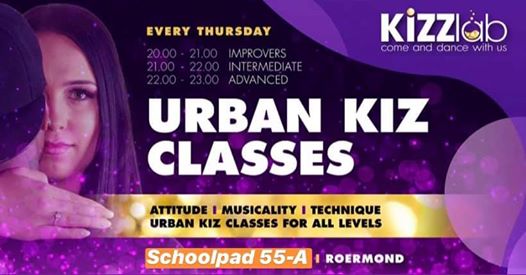 EVERY THURSDAY
20.00 - 21.00 IMPROVERS
21.00 - 22.00 INTERMEDIATE
22.00 - 23.00 ADVANCED
KiZZlab
come and dance with us
URBAN KIZ
CLASSES
ATTITUDE I MUSICALITY I TECHNIQUE
URBAN KIZ CLASSES FOR ALL LEVELS
Schoolpad 55-A I ROERMOND